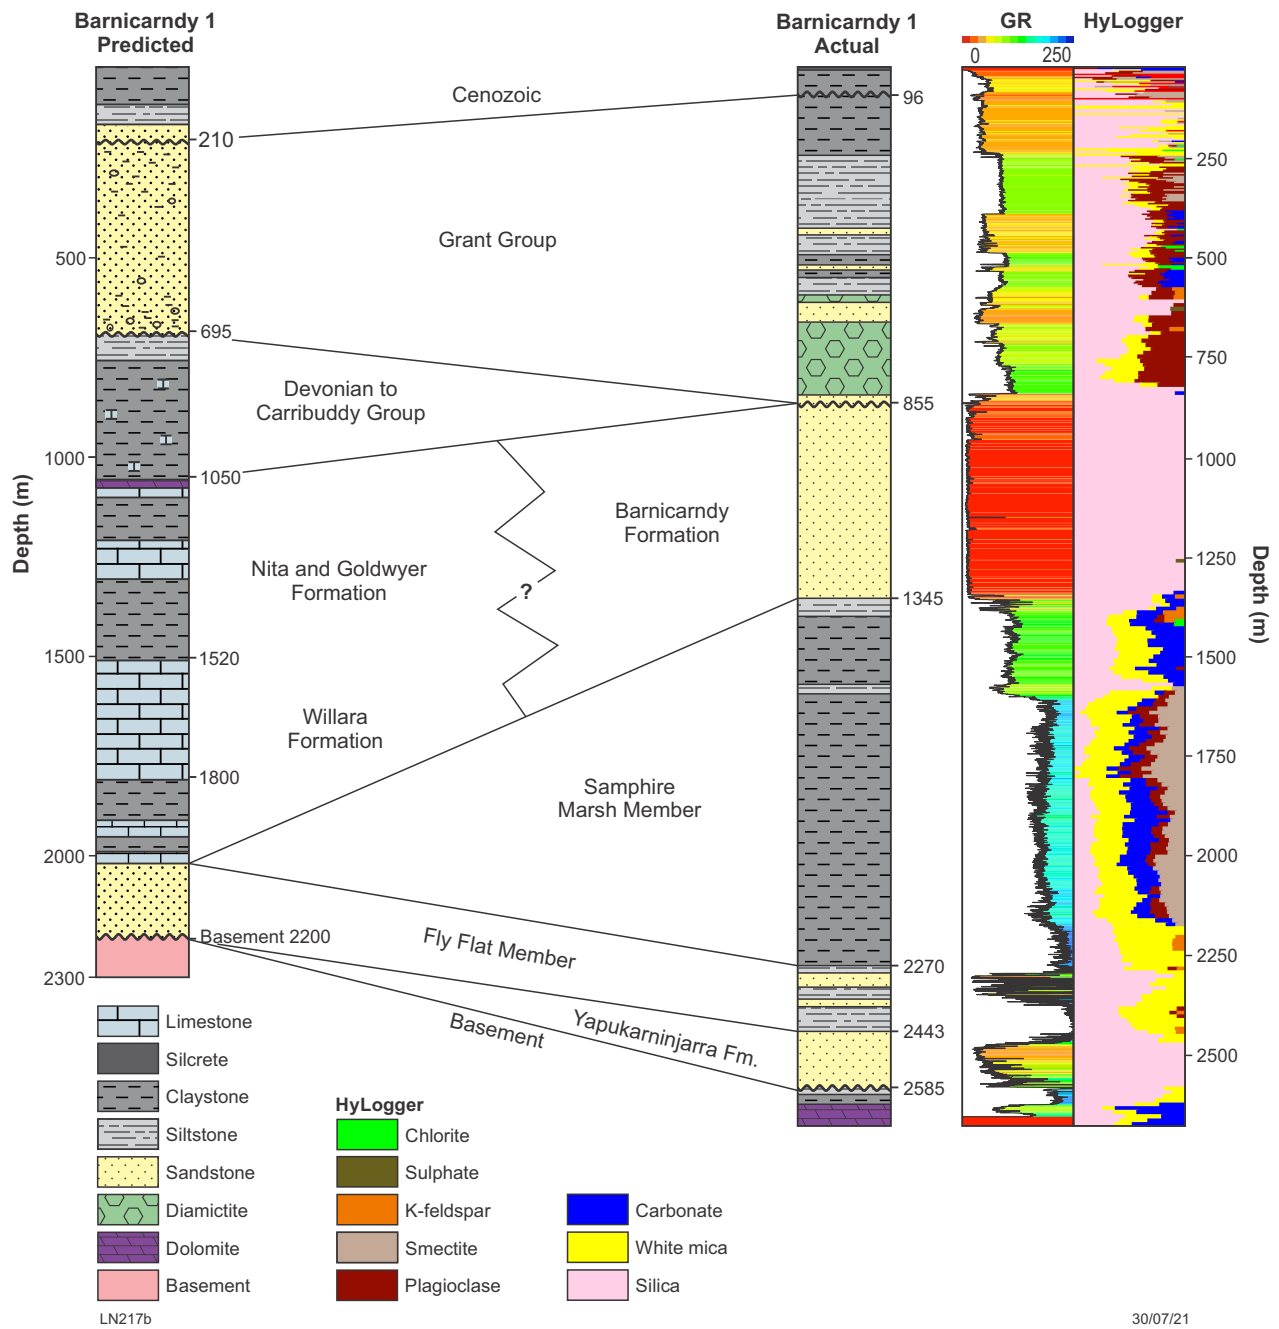 Barnicarndy 1
Predicted
Barnicarndy 1
Actual
GR
HyLogger
0
250
Cenozoic
96
210
250
Grant Group
500
500
695
750
Devonian to
Carribuddy Group
855
1000
1050
1000
Barnicarndy
Formation
Depth (m)
Depth (m)
1250
Nita and Goldwyer
Formation
?
1345
1500
1520
1500
Willara
Formation
1750
1800
Samphire
Marsh Member
2000
2000
Basement 2200
Fly Flat Member
2250
2270
2300
Basement
Yapukarninjarra Fm.
2443
2500
2585
Limestone
Silcrete
Claystone
Siltstone
Sandstone
Diamictite
Dolomite
Basement
HyLogger
Chlorite
Sulphate
K-feldspar
Smectite
Plagioclase
Carbonate
White mica
Silica
LN217b
30/07/21